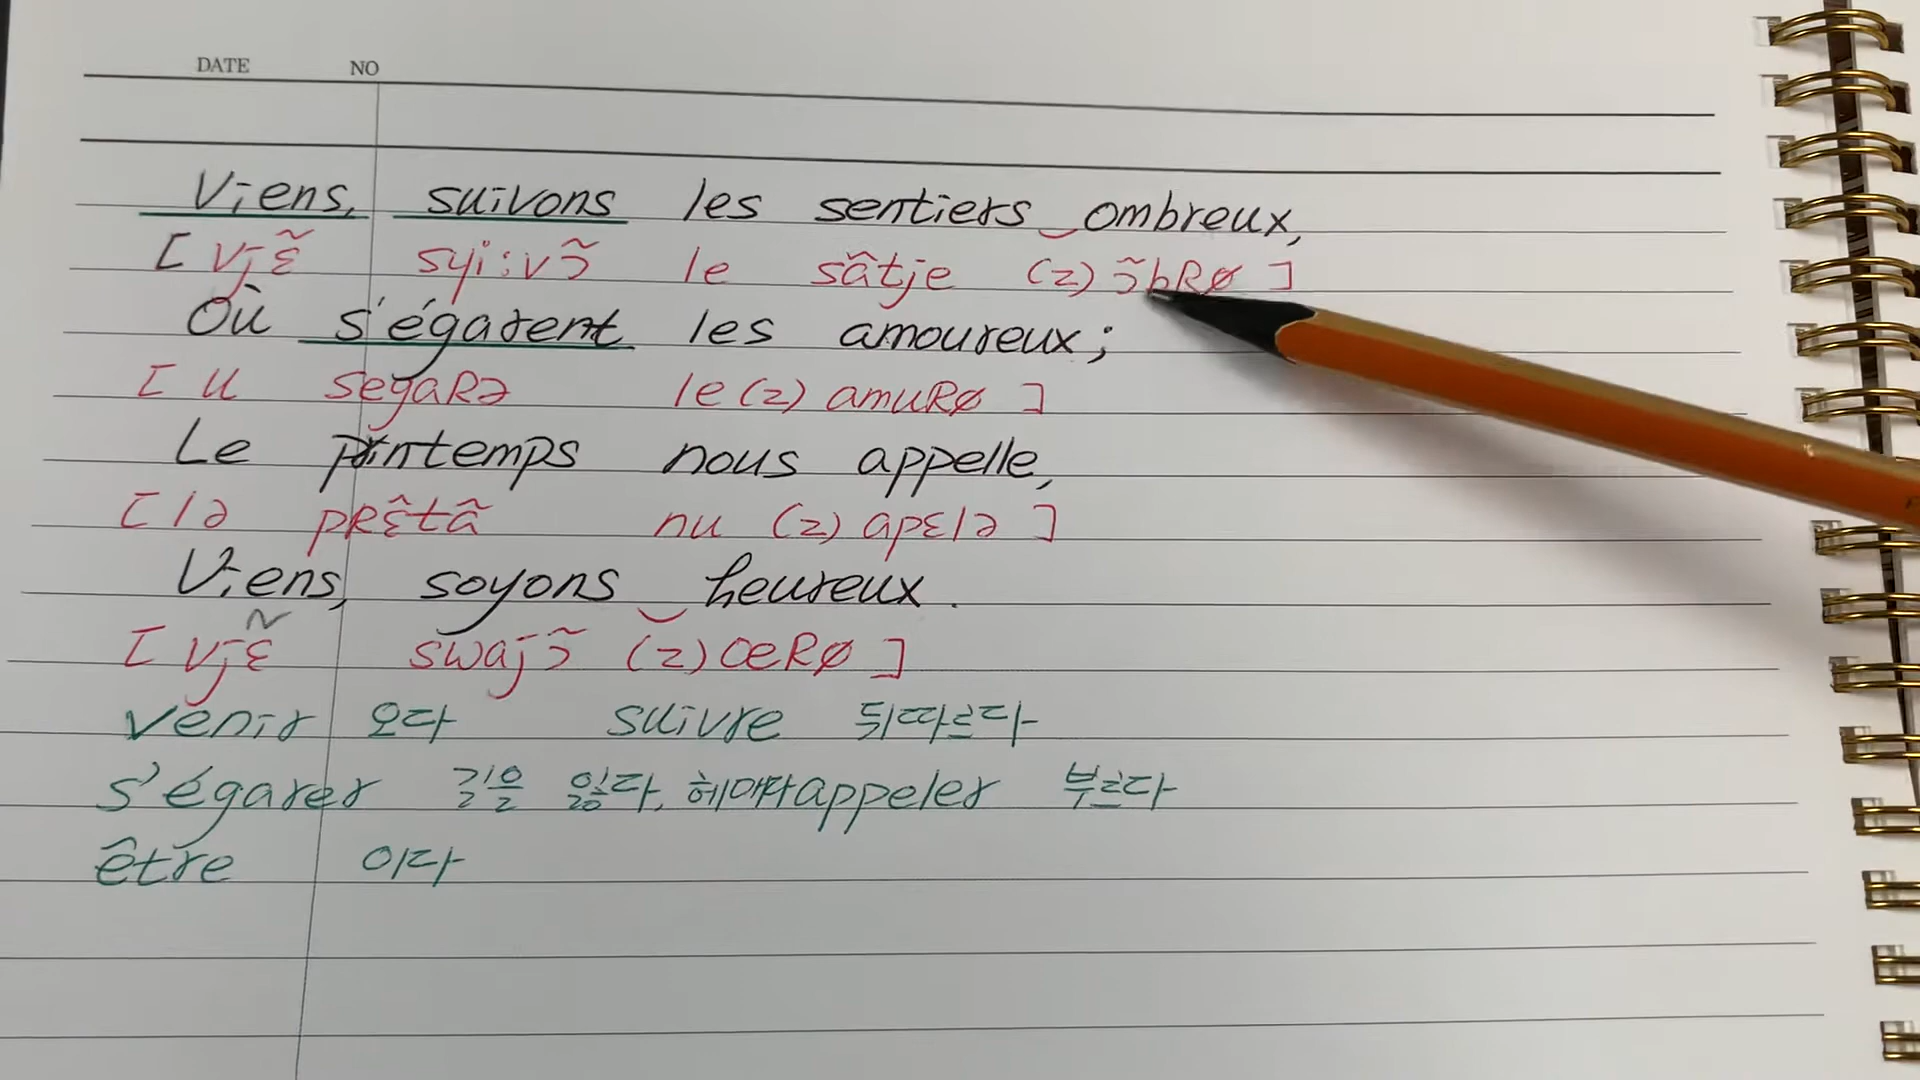 DATE NO
Viens, suivons les sentiers ombreux,
[ vjɛ̃ syi:vɔ̃ le sɑ̃tje (z) ɔ̃bRø ]
Où s'égarent les amoureux;
[ u segaRə le (z) amuRø ]
Le printemps nous appelle,
[ lə pRɛ̃tɑ̃ nu (z) apɛlə ]
Viens, soyons heureux.
[ vjɛ̃ swajɔ̃ (z) œRø ]
venir 오다 suivre 뒤따르다
s'égarer 길을 잃다, 헤매다 appeler 부르다
être 이다